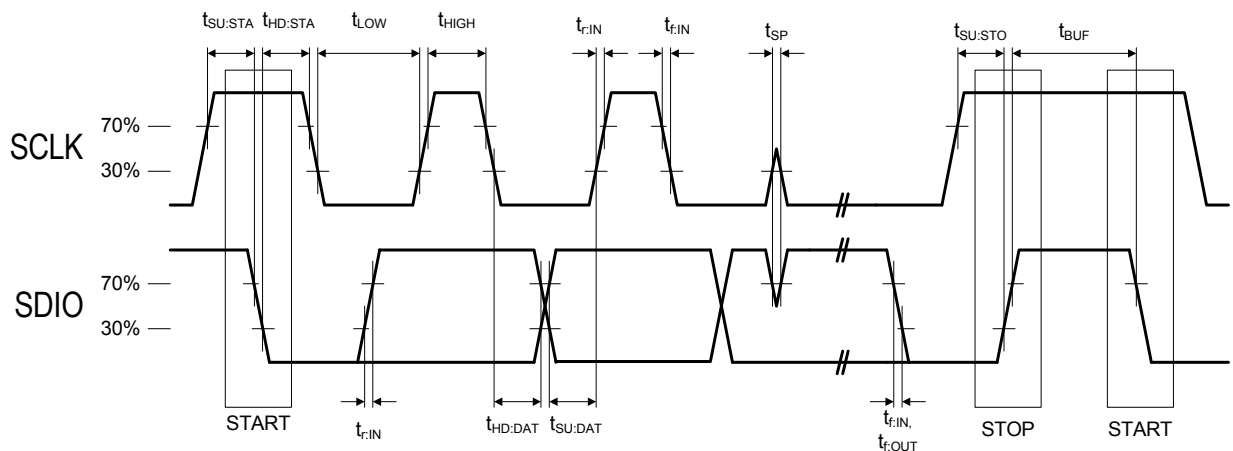 tSU:STA tHD:STA tLOW tHIGH tr:IN tf:IN tSP tSU:STO tBUF
SCLK
70%
30%
SDIO
70%
30%
START
tr:IN
tHD:DAT
tSU:DAT
tf:IN,
tf:OUT
STOP
START